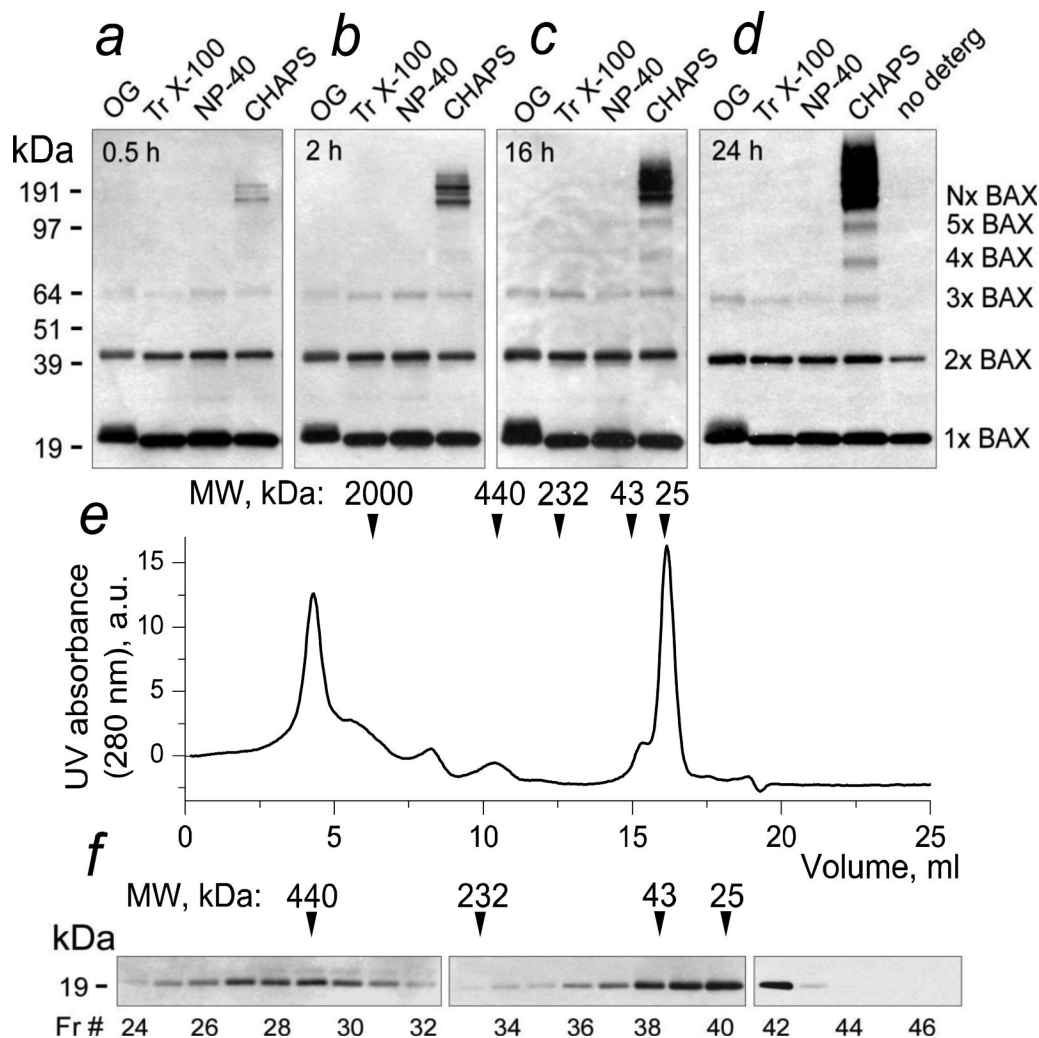 a b c d
OG Tr X-100 NP-40 CHAPS OG Tr X-100 NP-40 CHAPS OG Tr X-100 NP-40 CHAPS OG Tr X-100 NP-40 CHAPS no deterg
kDa 0.5 h 2 h 16 h 24 h
191 Nx BAX
97 5x BAX
4x BAX
64 3x BAX
51
39 2x BAX
19 1x BAX
MW, kDa: 2000 440 232 43 25
e
UV absorbance
(280 nm), a.u.
15
10
5
0
0 5 10 15 20 25
Volume, ml
f
MW, kDa: 440 232 43 25
kDa
19
Fr # 24 26 28 30 32 34 36 38 40 42 44 46